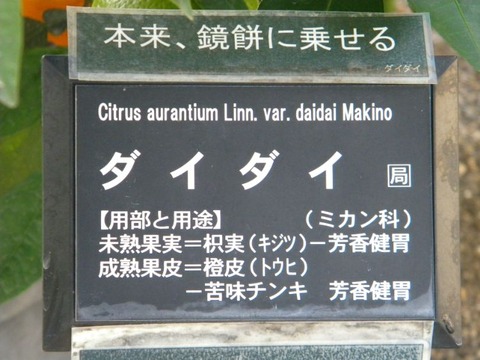 本来、鏡餅に乗せる
ダイダイ
Citrus aurantium Linn. var. daidai Makino
ダイダイ 局
【用部と用途】 (ミカン科)
未熟果実=枳実(キジツ)−芳香健胃
成熟果皮=橙皮(トウヒ)
−苦味チンキ 芳香健胃